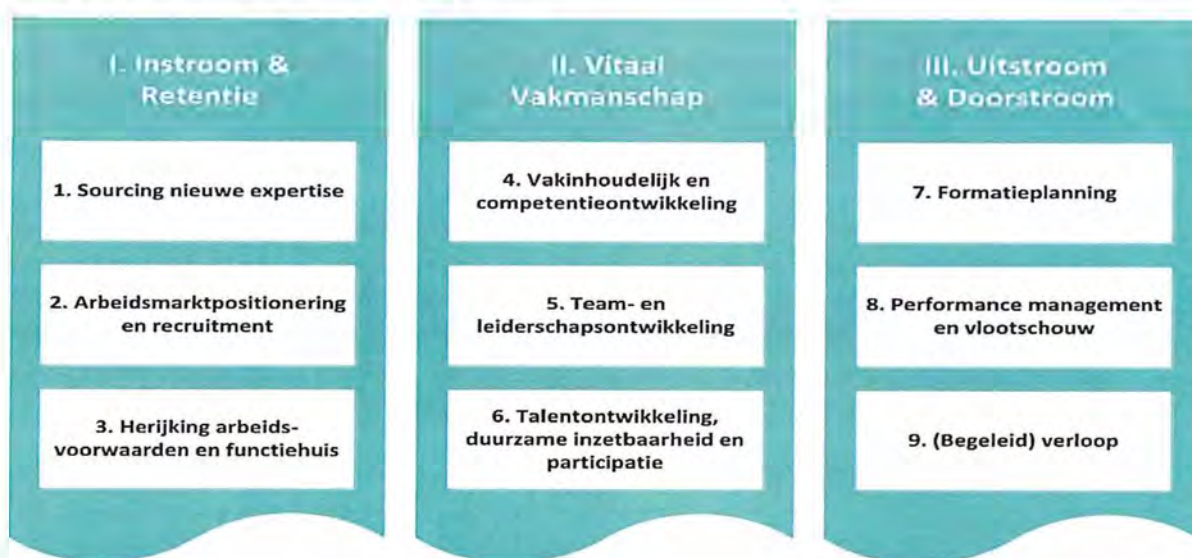 I. Instroom &
Retentie
1. Sourcing nieuwe expertise
2. Arbeidsmarktpositionering
en recruitment
3. Herijking arbeids-
voorwaarden en functiehuis
II. Vitaal
Vakmanschap
4. Vakinhoudelijk en
competentieontwikkeling
5. Team- en
leiderschapsontwikkeling
6. Talentontwikkeling,
duurzame inzetbaarheid en
participatie
III. Uitstroom
& Doorstroom
7. Formatieplanning
8. Performance management
en vlootschouw
9. (Begeleid) verloop